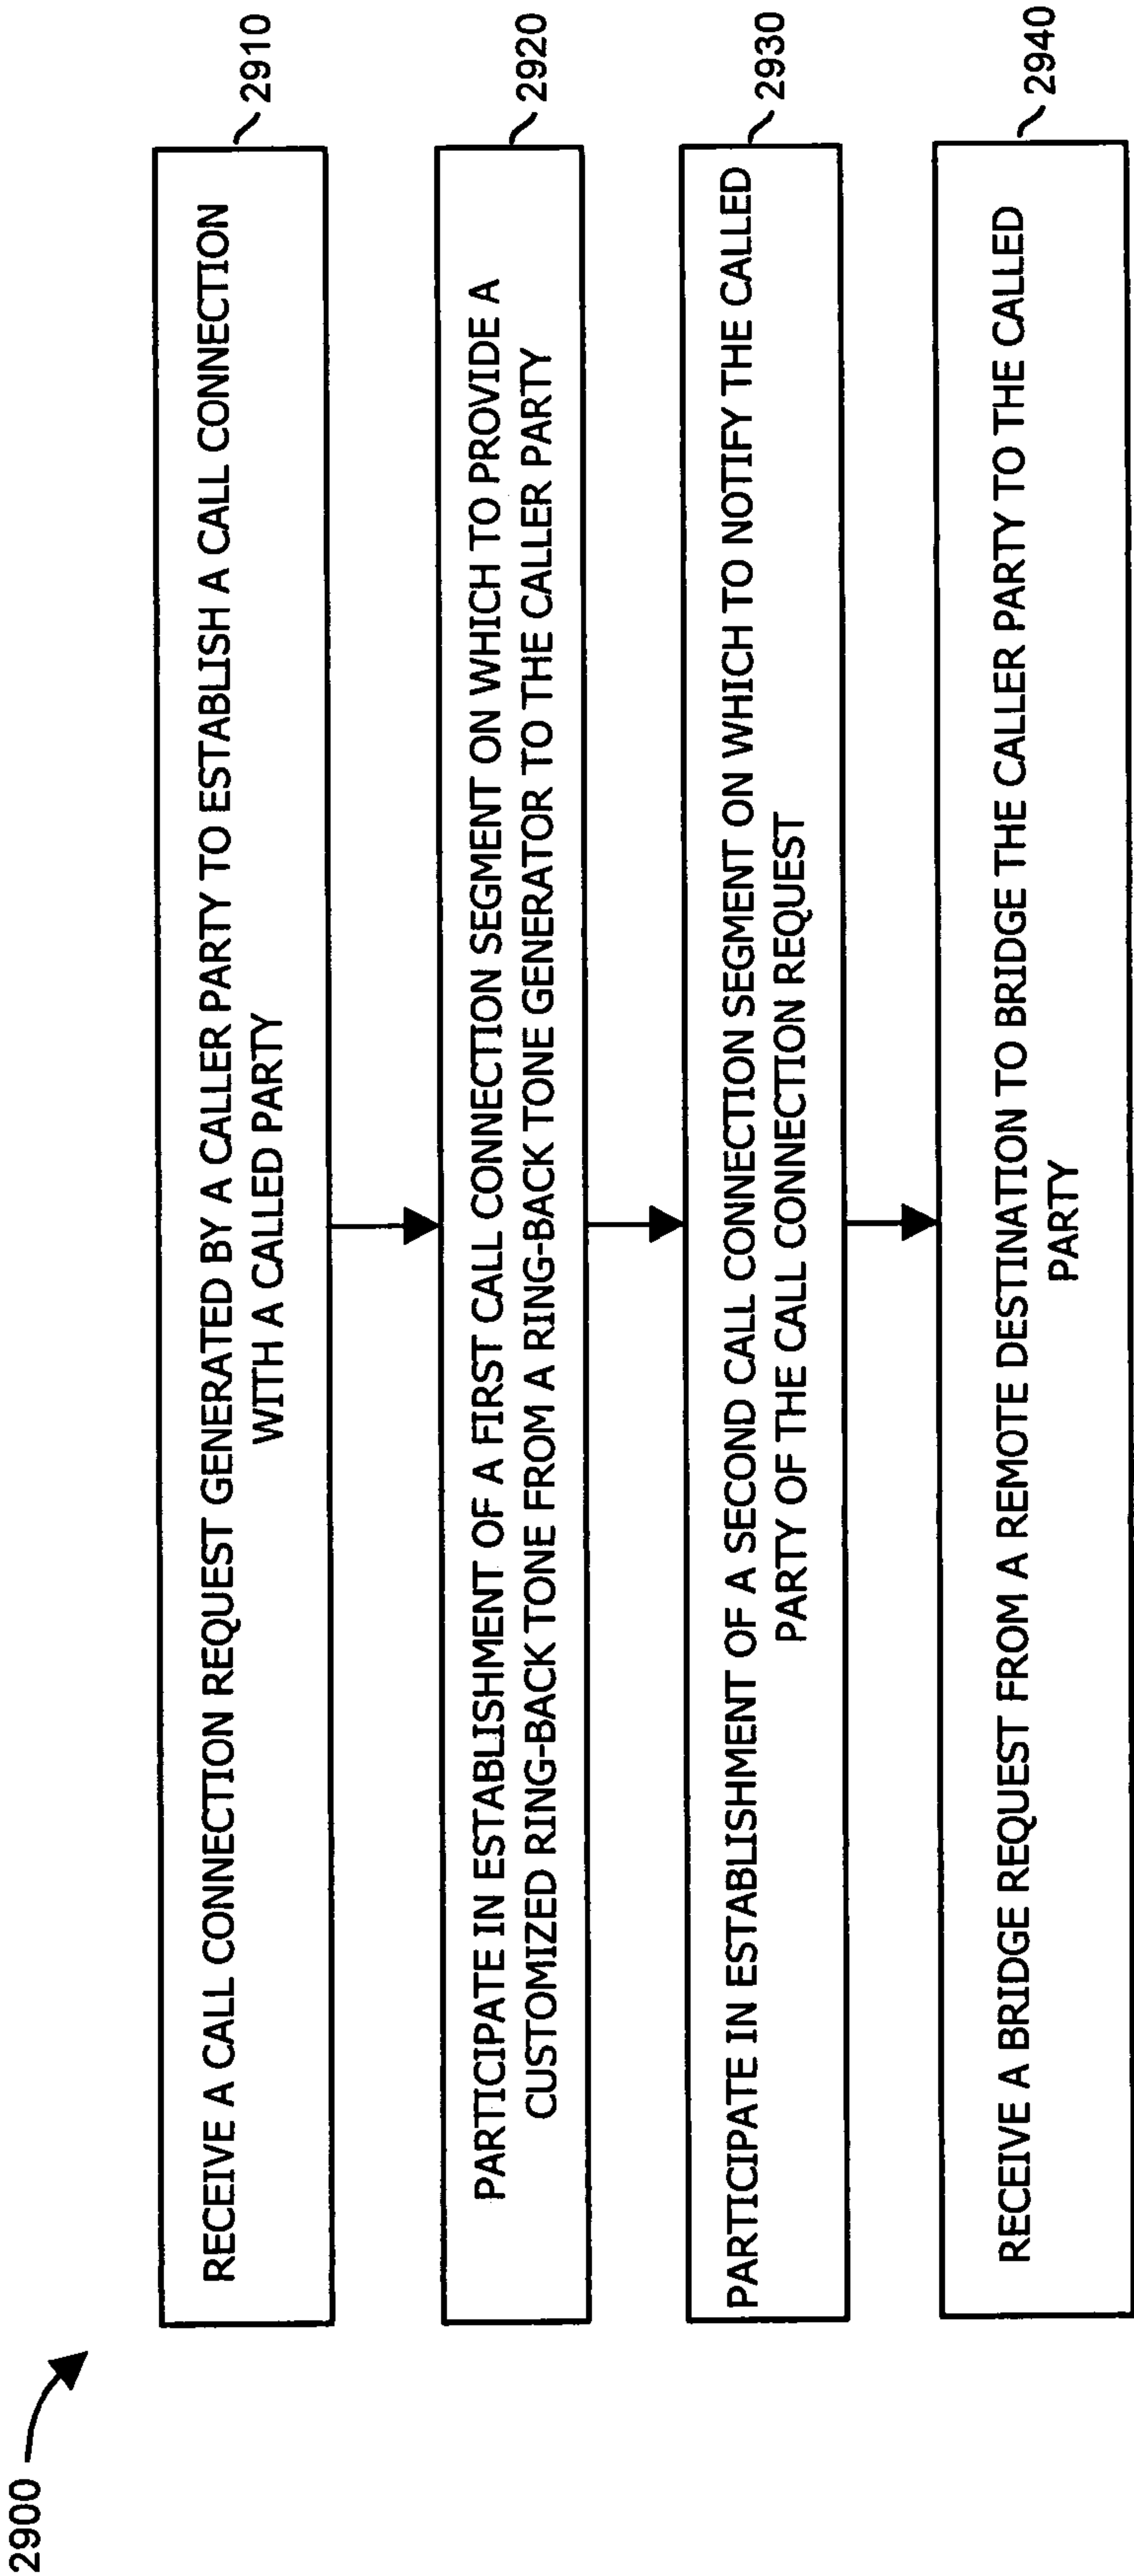 2900
RECEIVE A CALL CONNECTION REQUEST GENERATED BY A CALLER PARTY TO ESTABLISH A CALL CONNECTION
WITH A CALLED PARTY
2910
PARTICIPATE IN ESTABLISHMENT OF A FIRST CALL CONNECTION SEGMENT ON WHICH TO PROVIDE A
CUSTOMIZED RING-BACK TONE FROM A RING-BACK TONE GENERATOR TO THE CALLER PARTY
2920
PARTICIPATE IN ESTABLISHMENT OF A SECOND CALL CONNECTION SEGMENT ON WHICH TO NOTIFY THE CALLED
PARTY OF THE CALL CONNECTION REQUEST
2930
RECEIVE A BRIDGE REQUEST FROM A REMOTE DESTINATION TO BRIDGE THE CALLER PARTY TO THE CALLED
PARTY
2940